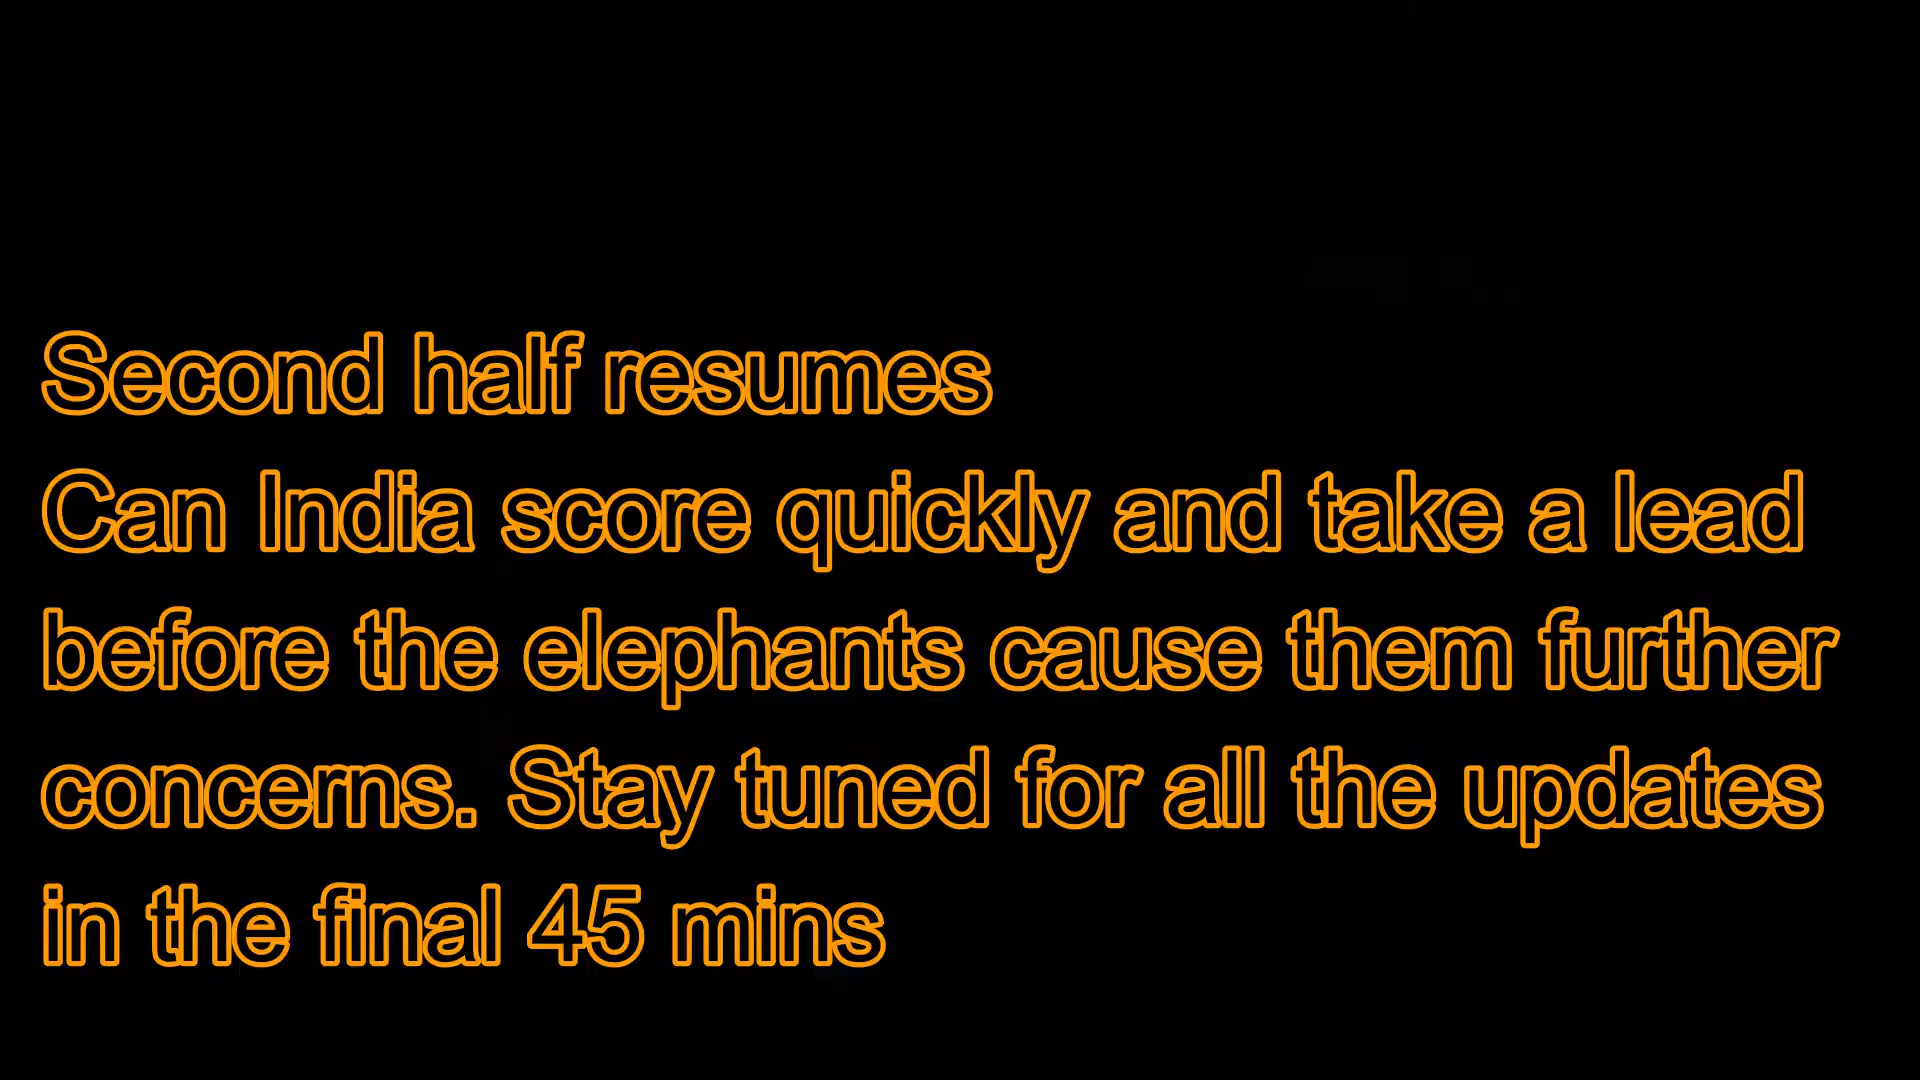 Second half resumes
Can India score quickly and take a lead
before the elephants cause them further
concerns. Stay tuned for all the updates
in the final 45 mins